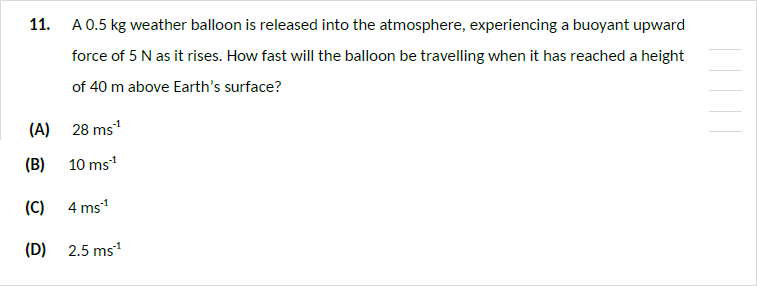 11. A 0.5 kg weather balloon is released into the atmosphere, experiencing a buoyant upward
force of 5 N as it rises. How fast will the balloon be travelling when it has reached a height
of 40 m above Earth's surface?
(A) 28 ms⁻¹
(B) 10 ms⁻¹
(C) 4 ms⁻¹
(D) 2.5 ms⁻¹